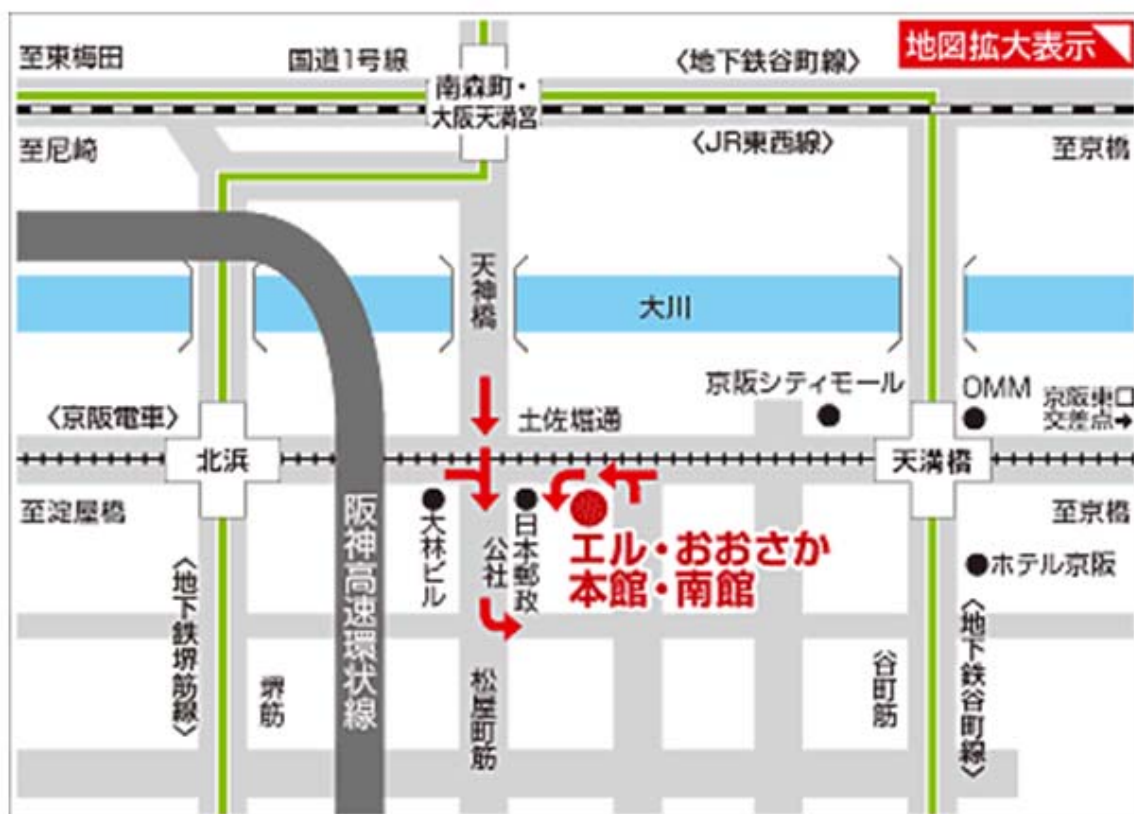 地図拡大表示
至東梅田
国道1号線
〈地下鉄谷町線〉
南森町・
大阪天満宮
至尼崎
〈JR東西線〉
至京橋
天神橋
大川
京阪シティモール
OMM
京阪東口
交差点➡
〈京阪電車〉
土佐堀通
北浜
天満橋
至淀屋橋
至京橋
大林ビル
日本郵政
公社
エル・おおさか
本館・南館
ホテル京阪
阪神高速環状線
〈地下鉄堺筋線〉
堺筋
松屋町筋
谷町筋
〈地下鉄谷町線〉